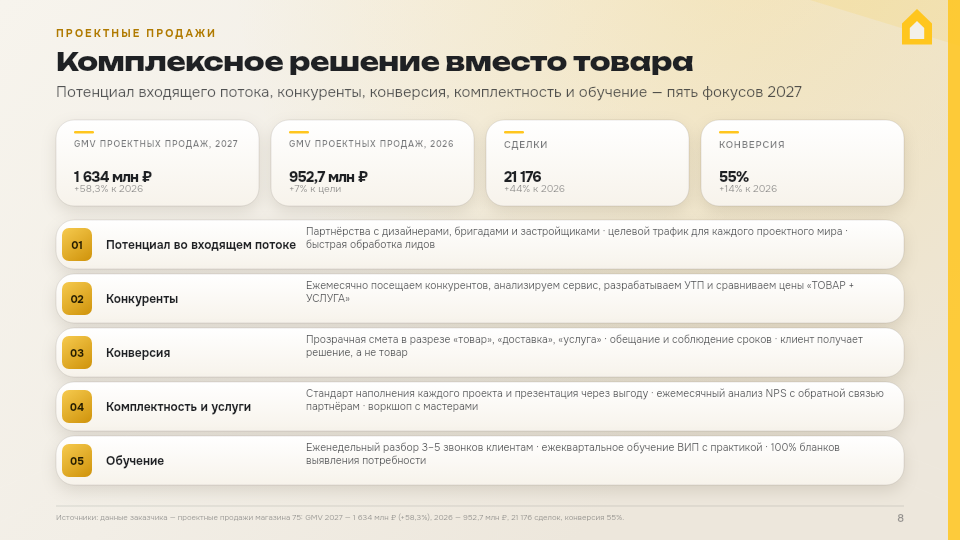 ПРОЕКТНЫЕ ПРОДАЖИ
Комплексное решение вместо товара
Потенциал входящего потока, конкуренты, конверсия, комплектность и обучение — пять фокусов 2027
GMV ПРОЕКТНЫХ ПРОДАЖ, 2027
1 634 млн ₽
+58,3% к 2026
GMV ПРОЕКТНЫХ ПРОДАЖ, 2026
952,7 млн ₽
+7% к цели
СДЕЛКИ
21 176
+44% к 2026
КОНВЕРСИЯ
55%
+14% к 2026
01
Потенциал во входящем потоке
Партнёрства с дизайнерами, бригадами и застройщиками · целевой трафик для каждого проектного мира ·
быстрая обработка лидов
02
Конкуренты
Ежемесячно посещаем конкурентов, анализируем сервис, разрабатываем УТП и сравниваем цены «ТОВАР +
УСЛУГА»
03
Конверсия
Прозрачная смета в разрезе «товар», «доставка», «услуга» · обещание и соблюдение сроков · клиент получает
решение, а не товар
04
Комплектность и услуги
Стандарт наполнения каждого проекта и презентация через выгоду · ежемесячный анализ NPS с обратной связью
партнёрам · воркшоп с мастерами
05
Обучение
Еженедельный разбор 3–5 звонков клиентам · ежеквартальное обучение ВИП с практикой · 100% бланков
выявления потребности
Источники: данные заказчика — проектные продажи магазина 75: GMV 2027 — 1 634 млн ₽ (+58,3%), 2026 — 952,7 млн ₽, 21 176 сделок, конверсия 55%.
8